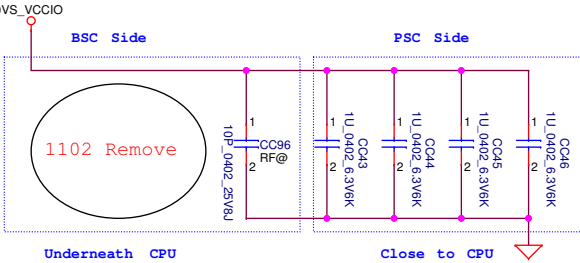 0VS_VCCIO
BSC Side
PSC Side
1102 Remove
1
2
10P_0402_25V8J
CC96
RF@
1
2
1U_0402_6.3V6K
CC43
1
2
1U_0402_6.3V6K
CC44
1
2
1U_0402_6.3V6K
CC45
1
2
1U_0402_6.3V6K
CC46
Underneath CPU
Close to CPU